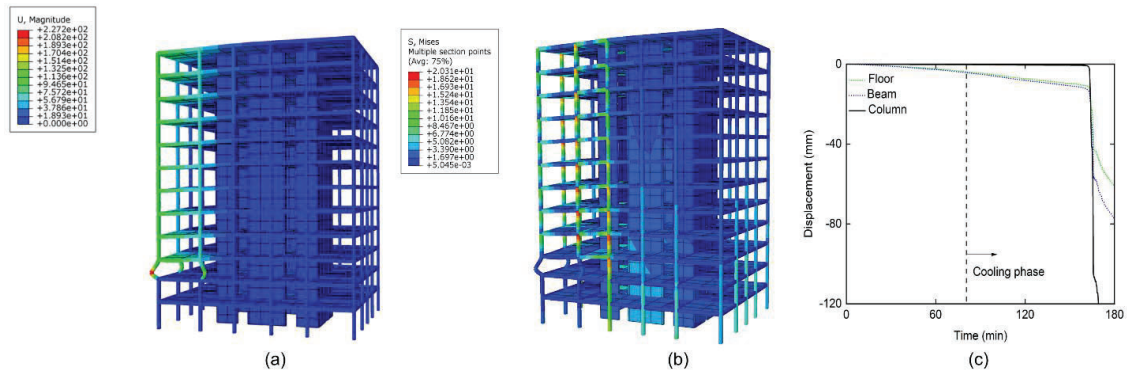 U, Magnitude
+2.272e+02
+2.082e+02
+1.893e+02
+1.704e+02
+1.514e+02
+1.325e+02
+1.136e+02
+9.465e+01
+7.572e+01
+5.679e+01
+3.786e+01
+1.893e+01
+0.000e+00
(a)
S, Mises
Multiple section points
(Avg: 75%)
+2.031e+01
+1.862e+01
+1.693e+01
+1.524e+01
+1.354e+01
+1.185e+01
+1.016e+01
+8.467e+00
+6.774e+00
+5.082e+00
+3.390e+00
+1.697e+00
+5.045e-03
(b)
Displacement (mm)
0
-40
-80
-120
Floor
Beam
Column
Cooling phase
0 60 120 180
Time (min)
(c)